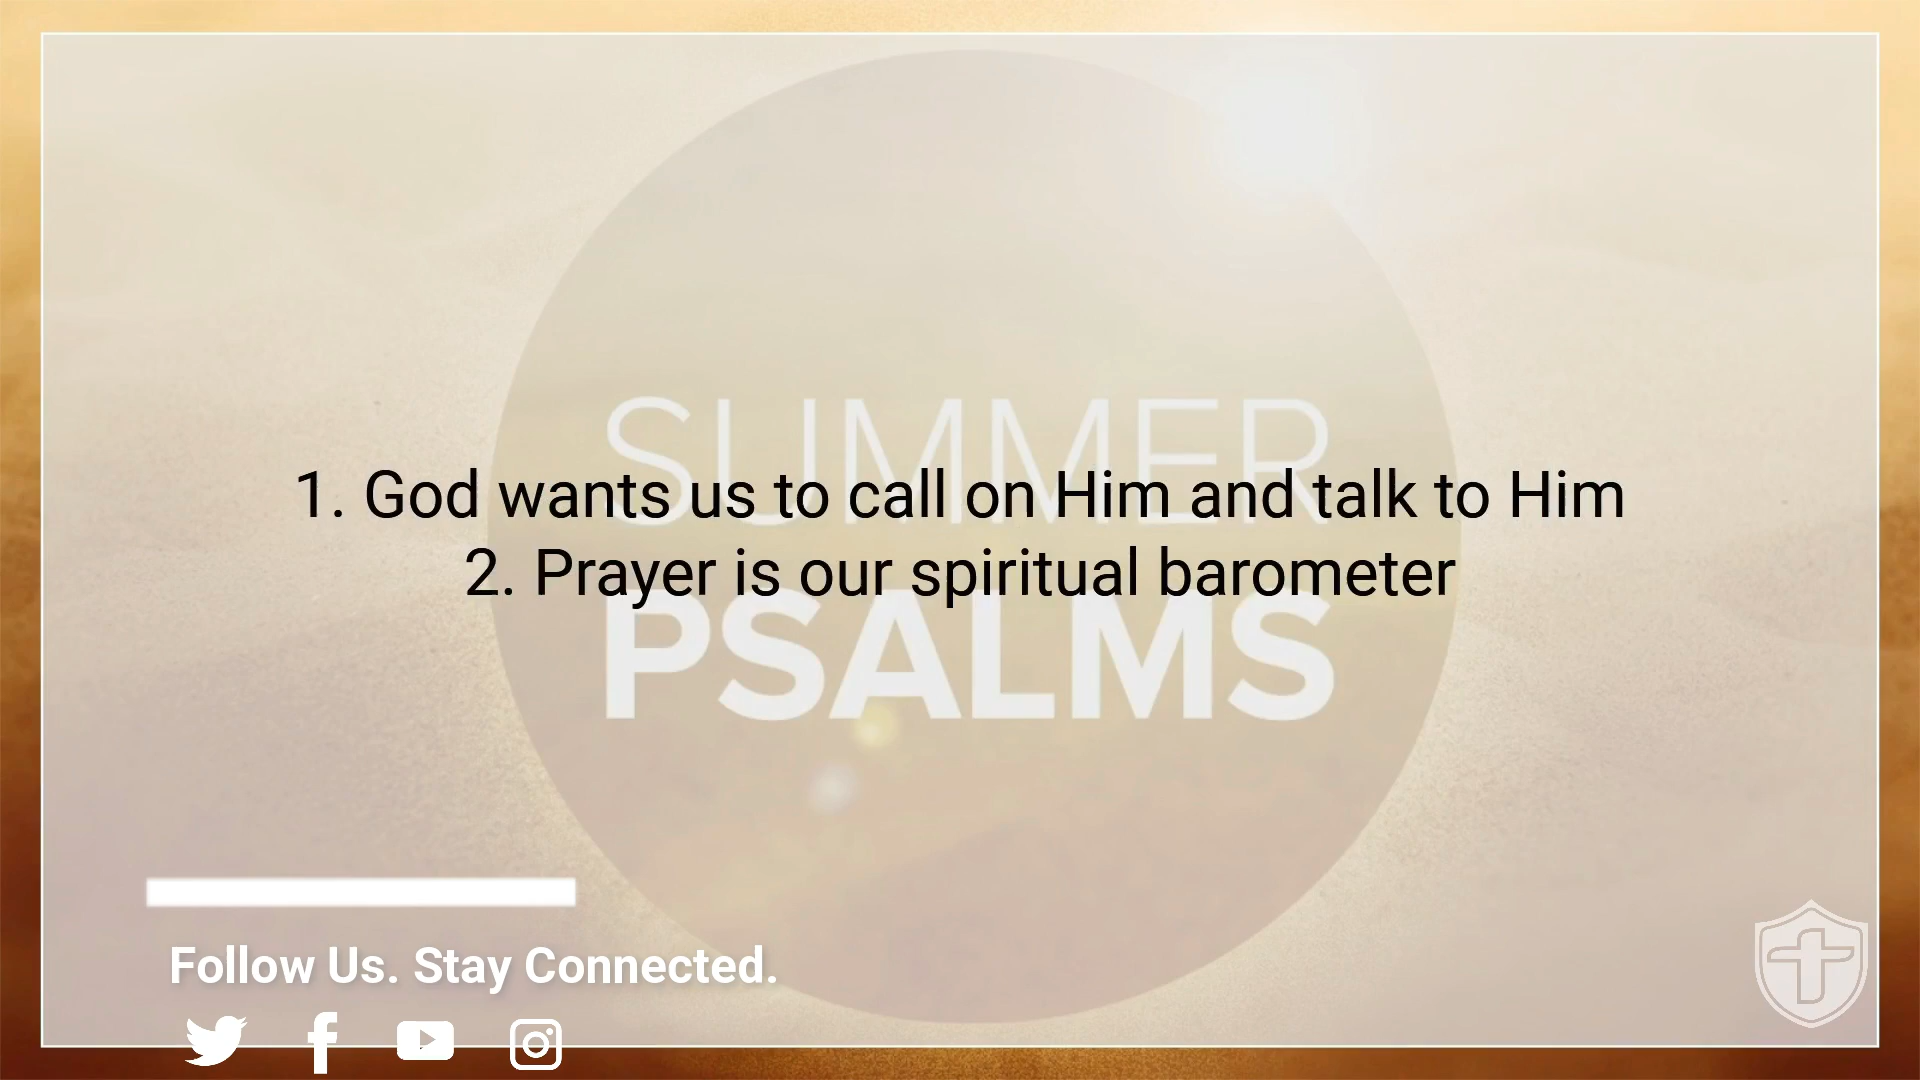 SUMMER
1. God wants us to call on Him and talk to Him
2. Prayer is our spiritual barometer
PSALMS
Follow Us. Stay Connected.